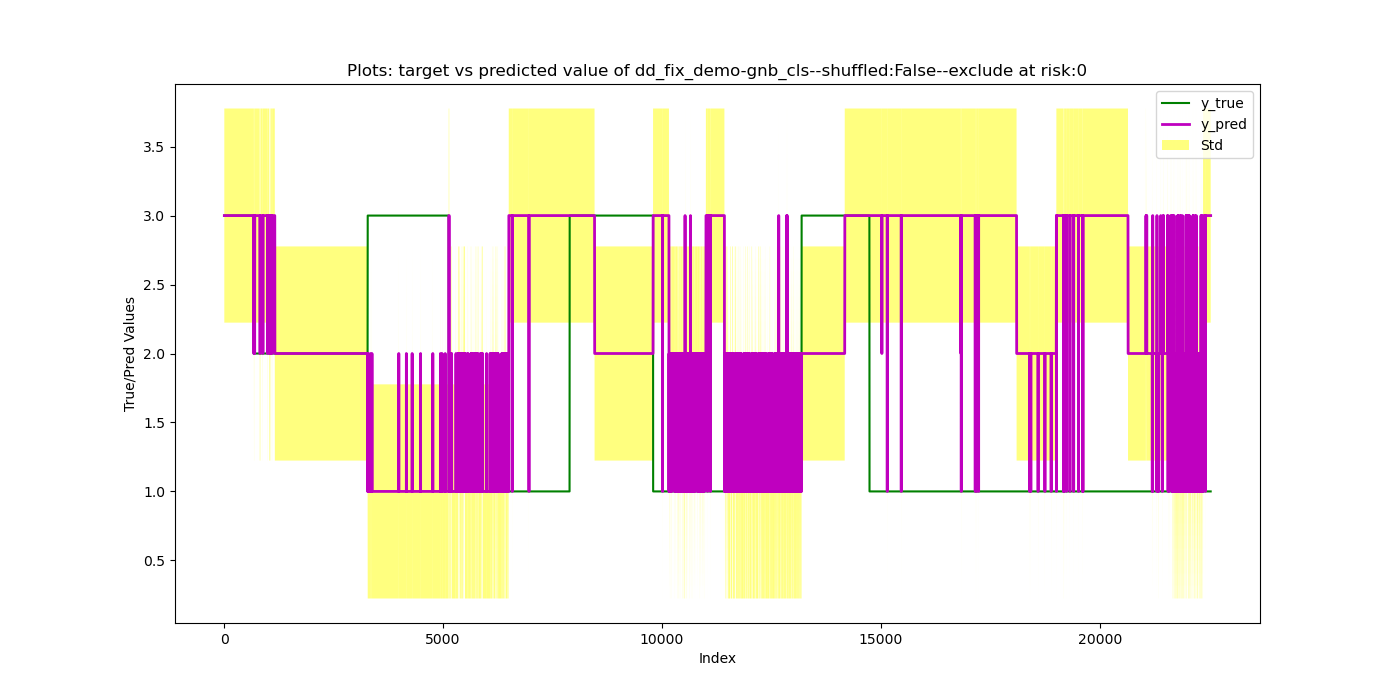 Plots: target vs predicted value of dd_fix_demo-gnb_cls--shuffled:False--exclude at risk:0
y_true
y_pred
Std
True/Pred Values
3.5
3.0
2.5
2.0
1.5
1.0
0.5
0
5000
10000
15000
20000
Index